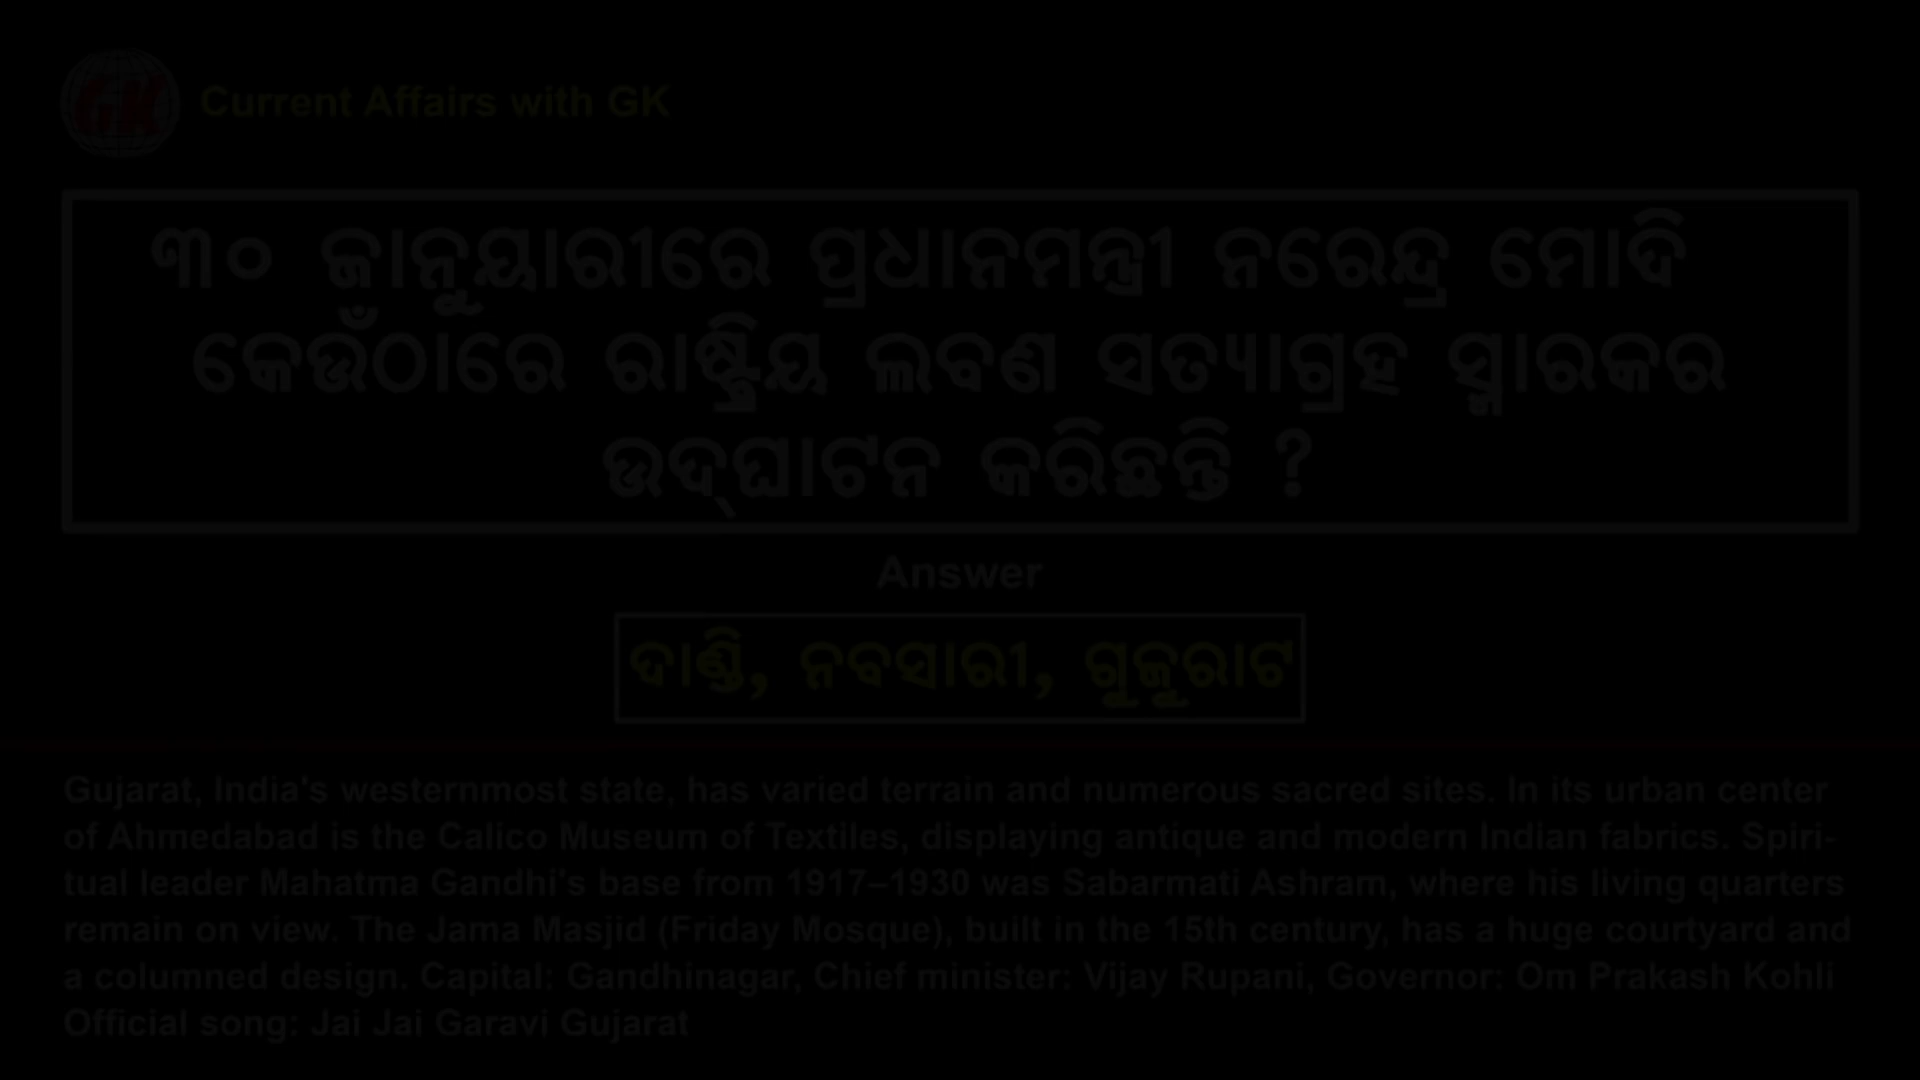 GK
Current Affairs with GK
୩୦ ଜାନୁୟାରୀରେ ପ୍ରଧାନମନ୍ତ୍ରୀ ନରେନ୍ଦ୍ର ମୋଦି
କେଉଁଠାରେ ରାଷ୍ଟ୍ରିୟ ଲବଣ ସତ୍ୟାଗ୍ରହ ସ୍ମାରକର
ଉଦ୍‌ଘାଟନ କରିଛନ୍ତି ?
Answer
ଦାଣ୍ଡି, ନବସାରୀ, ଗୁଜୁରାଟ
Gujarat, India's westernmost state, has varied terrain and numerous sacred sites. In its urban center
of Ahmedabad is the Calico Museum of Textiles, displaying antique and modern Indian fabrics. Spiri-
tual leader Mahatma Gandhi's base from 1917–1930 was Sabarmati Ashram, where his living quarters
remain on view. The Jama Masjid (Friday Mosque), built in the 15th century, has a huge courtyard and
a columned design. Capital: Gandhinagar, Chief minister: Vijay Rupani, Governor: Om Prakash Kohli
Official song: Jai Jai Garavi Gujarat